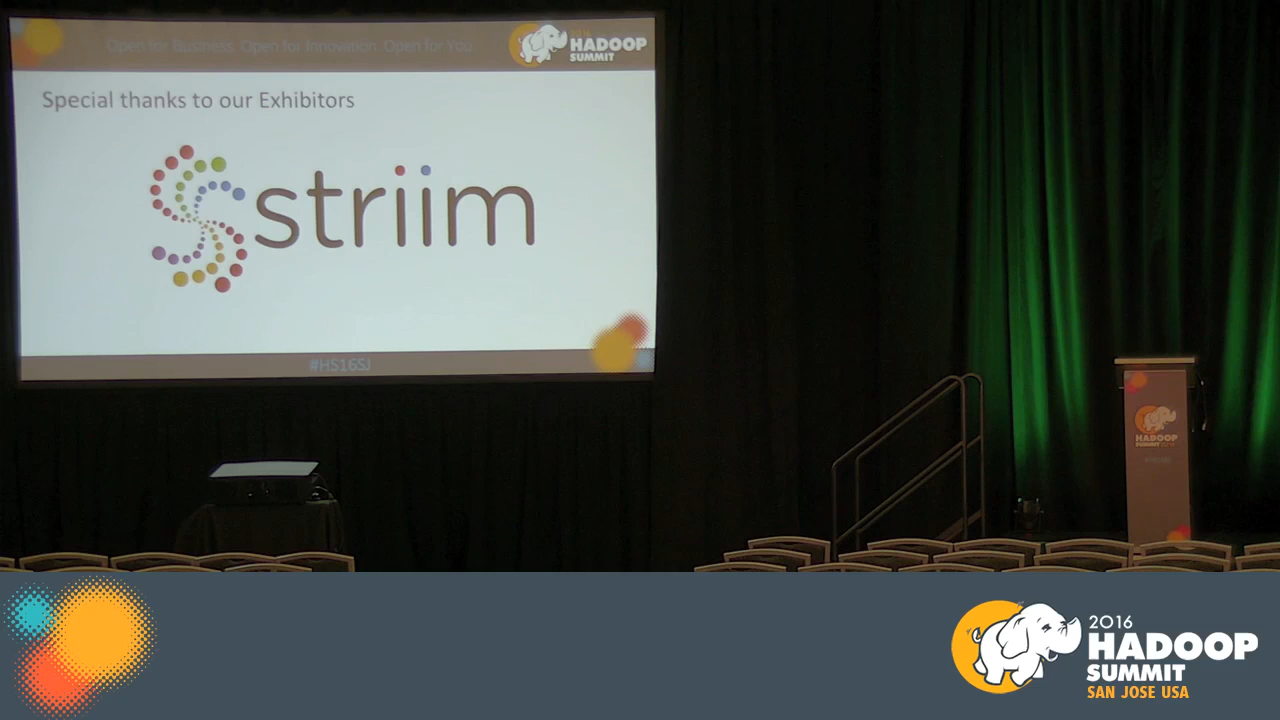 Open for Business. Open for Innovation. Open for You.
HADOOP
SUMMIT
Special thanks to our Exhibitors
striim
#HS16SJ
HADOOP
SUMMIT
2016
HADOOP
SUMMIT
SAN JOSE USA